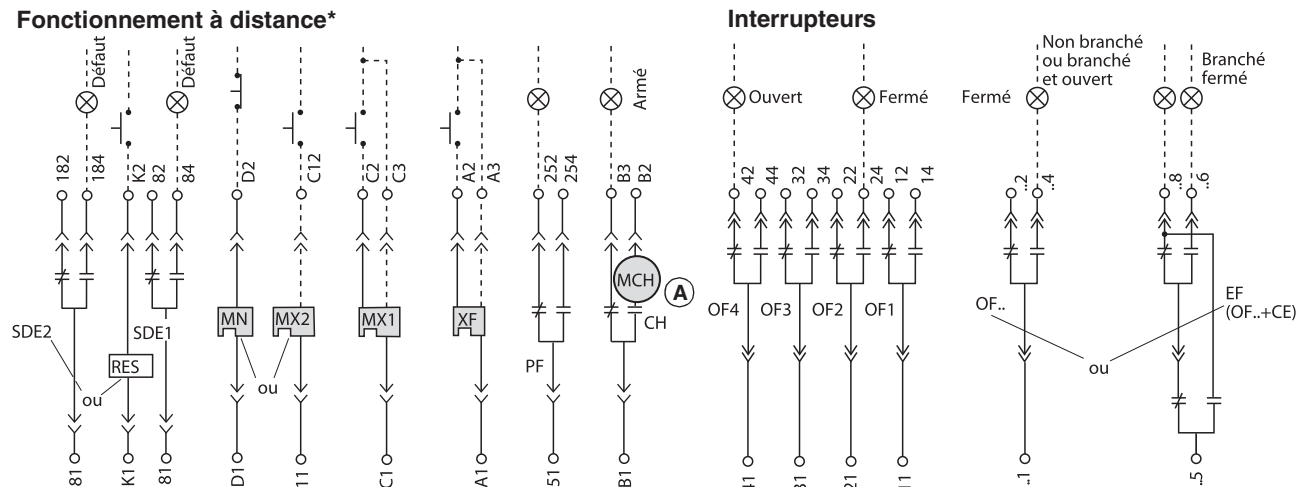 Fonctionnement à distance*
Interrupteurs
Défaut
Défaut
Armé
Ouvert
Fermé
Fermé
Non branché
ou branché
et ouvert
Branché
fermé
182
184
K2
82
84
D2
C12
C2
C3
A2
A3
252
254
B3
B2
42
44
32
34
22
24
12
14
..2
..4
..8
..6
MCH
A
SDE2
SDE1
RES
ou
MN
MX2
ou
MX1
XF
PF
CH
OF4
OF3
OF2
OF1
OF..
ou
EF
(OF..+CE)
81
K1
81
D1
11
C1
A1
51
B1
41
31
21
11
..1
..5